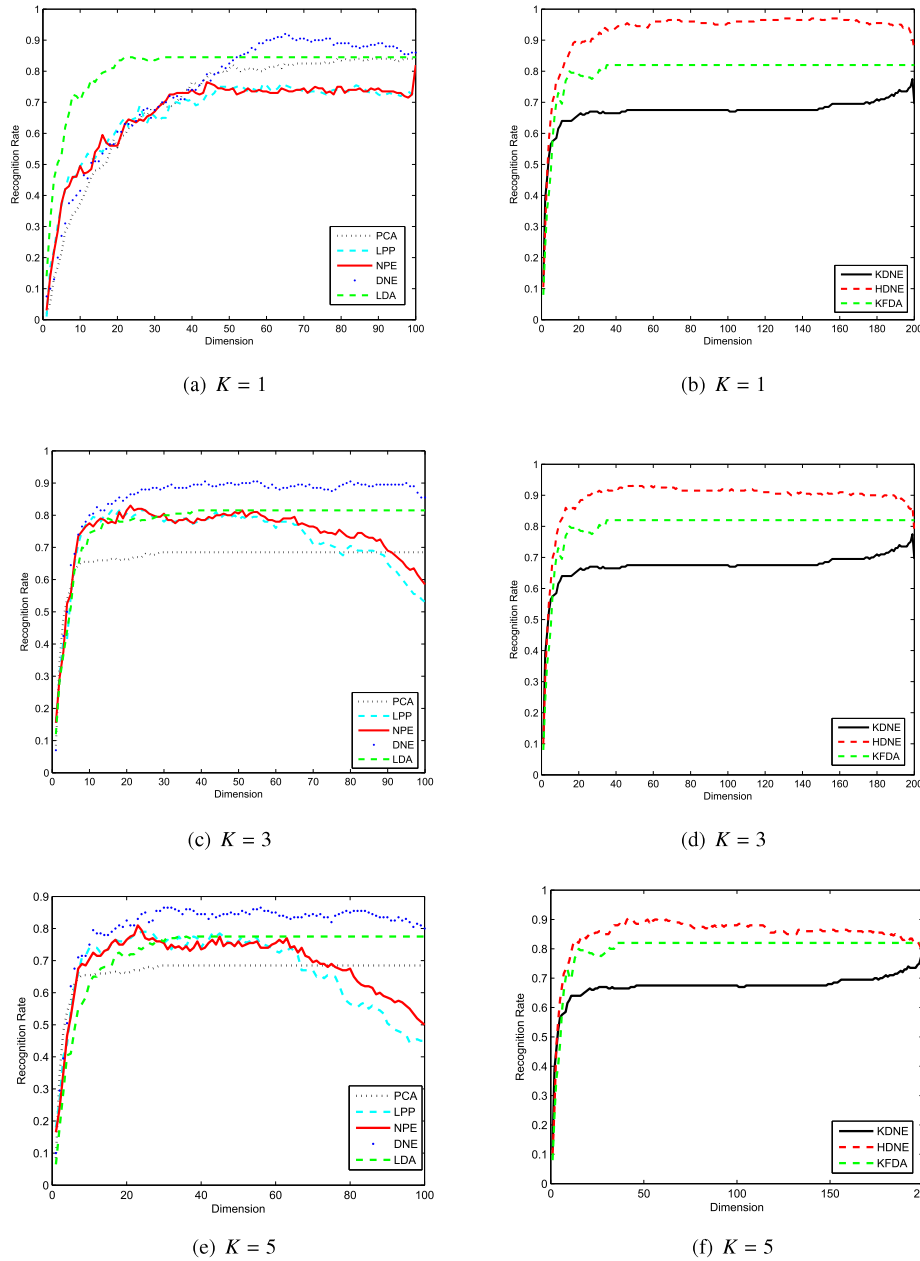 1
0.9
0.8
0.7
0.6
0.5
0.4
0.3
0.2
0.1
0
0 10 20 30 40 50 60 70 80 90 100
Recognition Rate
Dimension
PCA
LPP
NPE
DNE
LDA
(a) K = 1
1
0.9
0.8
0.7
0.6
0.5
0.4
0.3
0.2
0.1
0
0 20 40 60 80 100 120 140 160 180 200
Recognition Rate
Dimension
KDNE
HDNE
KFDA
(b) K = 1
1
0.9
0.8
0.7
0.6
0.5
0.4
0.3
0.2
0.1
0
0 10 20 30 40 50 60 70 80 90 100
Recognition Rate
Dimension
PCA
LPP
NPE
DNE
LDA
(c) K = 3
1
0.9
0.8
0.7
0.6
0.5
0.4
0.3
0.2
0.1
0
0 20 40 60 80 100 120 140 160 180 200
Recognition Rate
Dimension
KDNE
HDNE
KFDA
(d) K = 3
0.9
0.8
0.7
0.6
0.5
0.4
0.3
0.2
0.1
0
0 20 40 60 80 100
Recognition Rate
Dimension
PCA
LPP
NPE
DNE
LDA
(e) K = 5
1
0.9
0.8
0.7
0.6
0.5
0.4
0.3
0.2
0.1
0
0 50 100 150
Recognition Rate
Dimension
KDNE
HDNE
KFDA
(f) K = 5